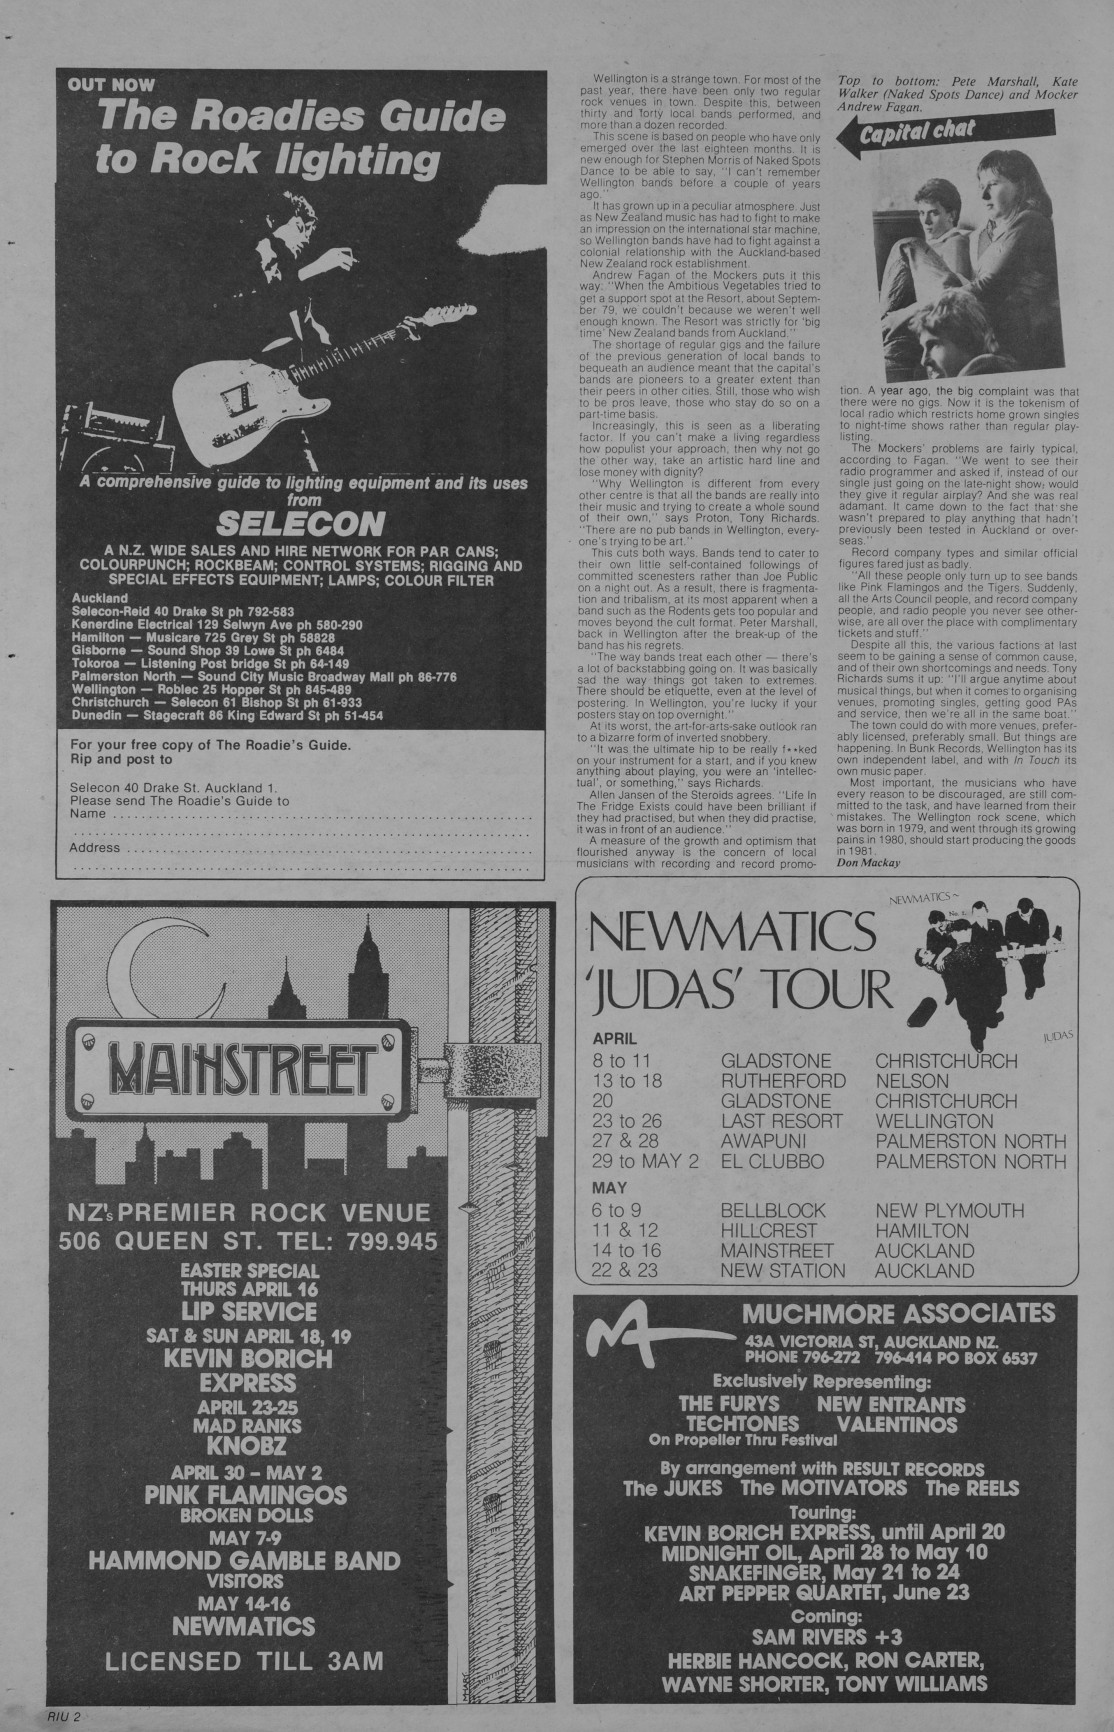 OUT NOW
The Roadies Guide
to Rock lighting
A comprehensive guide to lighting equipment and its uses
from
SELECON
A N.Z. WIDE SALES AND HIRE NETWORK FOR PAR CANS;
COLOURPUNCH; ROCKBEAM; CONTROL SYSTEMS; RIGGING AND
SPECIAL EFFECTS EQUIPMENT; LAMPS; COLOUR FILTER
Auckland
Selecon-Reid 40 Drake St ph 792-583
Kenerdine Electrical 129 Selwyn Ave ph 580-290
Hamilton — Musicare 725 Grey St ph 58828
Gisborne — Sound Shop 39 Lowe St ph 6484
Tokoroa — Listening Post bridge St ph 64-149
Palmerston North — Sound City Music Broadway Mall ph 86-776
Wellington — Roblec 25 Hopper St ph 845-489
Christchurch — Selecon 61 Bishop St ph 61-933
Dunedin — Stagecraft 86 King Edward St ph 51-454
For your free copy of The Roadie's Guide.
Rip and post to
Selecon 40 Drake St. Auckland 1.
Please send The Roadie's Guide to
Name
Address
Wellington is a strange town. For most of the
past year, there have been only two regular
rock venues in town. Despite this, between
thirty and forty local bands performed, and
more than a dozen recorded.
This scene is based on people who have only
emerged over the last eighteen months. It is
new enough for Stephen Morris of Naked Spots
Dance to be able to say, "I can't remember
Wellington bands before a couple of years
ago."
It has grown up in a peculiar atmosphere. Just
as New Zealand music has had to fight to make
an impression on the international star machine,
so Wellington bands have had to fight against a
colonial relationship with the Auckland-based
New Zealand rock establishment.
Andrew Fagan of the Mockers puts it this
way: "When the Ambitious Vegetables tried to
get a support spot at the Resort, about Septem-
ber 79, we couldn't because we weren't well
enough known. The Resort was strictly for 'big
time' New Zealand bands from Auckland."
The shortage of regular gigs and the failure
of the previous generation of local bands to
bequeath an audience meant that the capital's
bands are pioneers to a greater extent than
their peers in other cities. Still, those who wish
to be pros leave, those who stay do so on a
part-time basis.
Increasingly, this is seen as a liberating
factor. If you can't make a living regardless
how populist your approach, then why not go
the other way, take an artistic hard line and
lose money with dignity?
"Why Wellington is different from every
other centre is that all the bands are really into
their music and trying to create a whole sound
of their own," says Proton, Tony Richards.
"There are no pub bands in Wellington, every-
one's trying to be art."
This cuts both ways. Bands tend to cater to
their own little self-contained followings of
committed scenesters rather than Joe Public
on a night out. As a result, there is fragmenta-
tion and tribalism, at its most apparent when a
band such as the Rodents gets too popular and
moves beyond the cult format. Peter Marshall,
back in Wellington after the break-up of the
band has his regrets.
"The way bands treat each other — there's
a lot of backstabbing going on. It was basically
sad the way things got taken to extremes.
There should be etiquette, even at the level of
postering. In Wellington, you're lucky if your
posters stay on top overnight."
At its worst, the art-for-arts-sake outlook ran
to a bizarre form of inverted snobbery.
"It was the ultimate hip to be really f**ked
on your instrument for a start, and if you knew
anything about playing, you were an 'intellec-
tual', or something," says Richards.
Allen Jansen of the Steroids agrees. "Life In
The Fridge Exists could have been brilliant if
they had practised, but when they did practise,
it was in front of an audience."
A measure of the growth and optimism that
flourished anyway is the concern of local
musicians with recording and record promo-
Top to bottom: Pete Marshall, Kate
Walker (Naked Spots Dance) and Mocker
Andrew Fagan.
Capital chat
tion. A year ago, the big complaint was that
there were no gigs. Now it is the tokenism of
local radio which restricts home grown singles
to night-time shows rather than regular play-
listing.
The Mockers' problems are fairly typical,
according to Fagan. "We went to see their
radio programmer and asked if, instead of our
single just going on the late-night show, would
they give it regular airplay? And she was real
adamant. It came down to the fact that she
wasn't prepared to play anything that hadn't
previously been tested in Auckland or over-
seas."
Record company types and similar official
figures fared just as badly.
"All these people only turn up to see bands
like Pink Flamingos and the Tigers. Suddenly,
all the Arts Council people, and record company
people, and radio people you never see other-
wise, are all over the place with complimentary
tickets and stuff."
Despite all this, the various factions at last
seem to be gaining a sense of common cause,
and of their own shortcomings and needs. Tony
Richards sums it up: "I'll argue anytime about
musical things, but when it comes to organising
venues, promoting singles, getting good PAs
and service, then we're all in the same boat."
The town could do with more venues, prefer-
ably licensed, preferably small. But things are
happening. In Bunk Records, Wellington has its
own independent label, and with In Touch its
own music paper.
Most important, the musicians who have
every reason to be discouraged, are still com-
mitted to the task, and have learned from their
mistakes. The Wellington rock scene, which
was born in 1979, and went through its growing
pains in 1980, should start producing the goods
in 1981.
Don Mackay
MAINSTREET
NZ's PREMIER ROCK VENUE
506 QUEEN ST. TEL: 799.945
EASTER SPECIAL
THURS APRIL 16
LIP SERVICE
SAT & SUN APRIL 18, 19
KEVIN BORICH
EXPRESS
APRIL 23-25
MAD RANKS
KNOBZ
APRIL 30 – MAY 2
PINK FLAMINGOS
BROKEN DOLLS
MAY 7-9
HAMMOND GAMBLE BAND
VISITORS
MAY 14-16
NEWMATICS
LICENSED TILL 3AM
NEWMATICS
'JUDAS' TOUR
NEWMATICS~
JUDAS
APRIL
8 to 11 GLADSTONE CHRISTCHURCH
13 to 18 RUTHERFORD NELSON
20 GLADSTONE CHRISTCHURCH
23 to 26 LAST RESORT WELLINGTON
27 & 28 AWAPUNI PALMERSTON NORTH
29 to MAY 2 EL CLUBBO PALMERSTON NORTH
MAY
6 to 9 BELLBLOCK NEW PLYMOUTH
11 & 12 HILLCREST HAMILTON
14 to 16 MAINSTREET AUCKLAND
22 & 23 NEW STATION AUCKLAND
MUCHMORE ASSOCIATES
43A VICTORIA ST, AUCKLAND NZ.
PHONE 796-272 796-414 PO BOX 6537
Exclusively Representing:
THE FURYS NEW ENTRANTS
TECHTONES VALENTINOS
On Propeller Thru Festival
By arrangement with RESULT RECORDS
The JUKES The MOTIVATORS The REELS
Touring:
KEVIN BORICH EXPRESS, until April 20
MIDNIGHT OIL, April 28 to May 10
SNAKEFINGER, May 21 to 24
ART PEPPER QUARTET, June 23
Coming:
SAM RIVERS +3
HERBIE HANCOCK, RON CARTER,
WAYNE SHORTER, TONY WILLIAMS
RIU 2